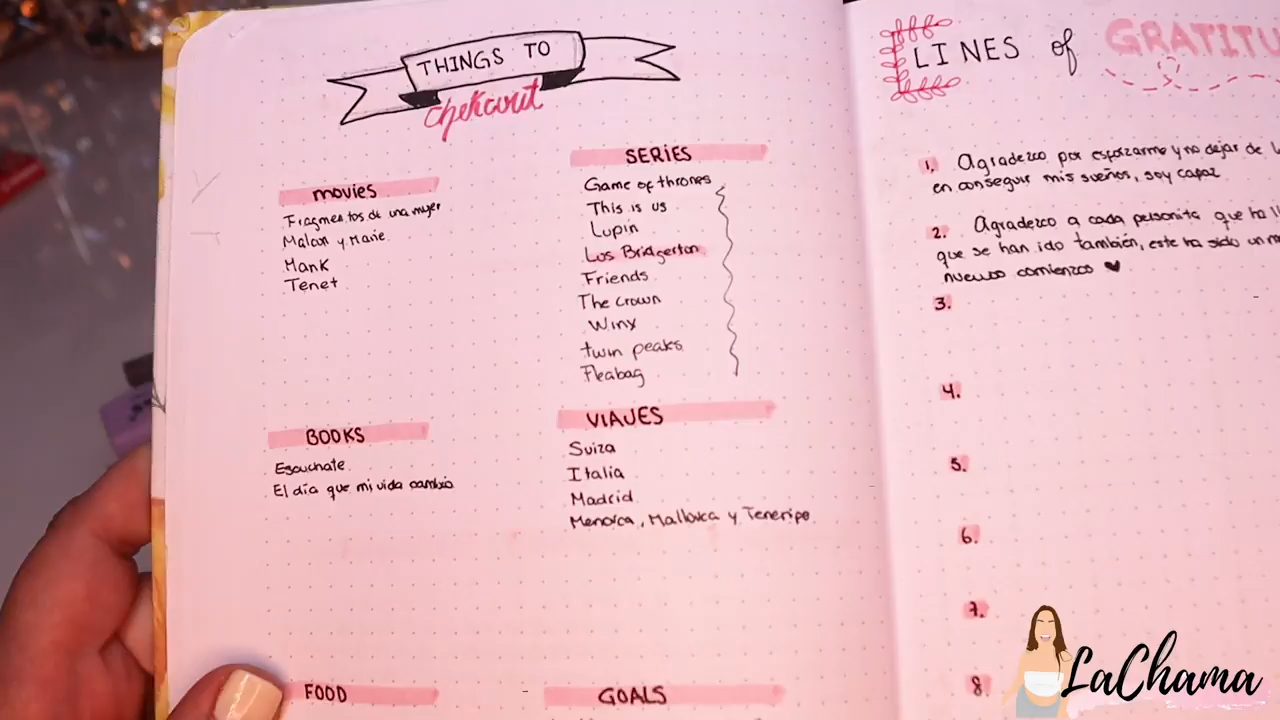 THINGS TO
chekout
movies
Fragmentos de una mujer
Malcon y Marie
Mank
Tenet
SERIES
Game of thrones
This is us
Lupin
Los Bridgerton
Friends
The Crown
Winx
twin peaks
Fleabag
BOOKS
Escuchate
El día que mi vida cambió
VIAJES
Suiza
Italia
Madrid
Menorca, Mallorca y Tenerife
FOOD
GOALS
LINES of GRATITU
1. Agradezco por esforzarme y no dejar de
en conseguir mis sueños, soy capaz
2. Agradezco a cada personita que ha
que se han ido también, este ha sido un
nuevos comienzos ♥
3.
4.
5.
6.
7.
8.
LaChama